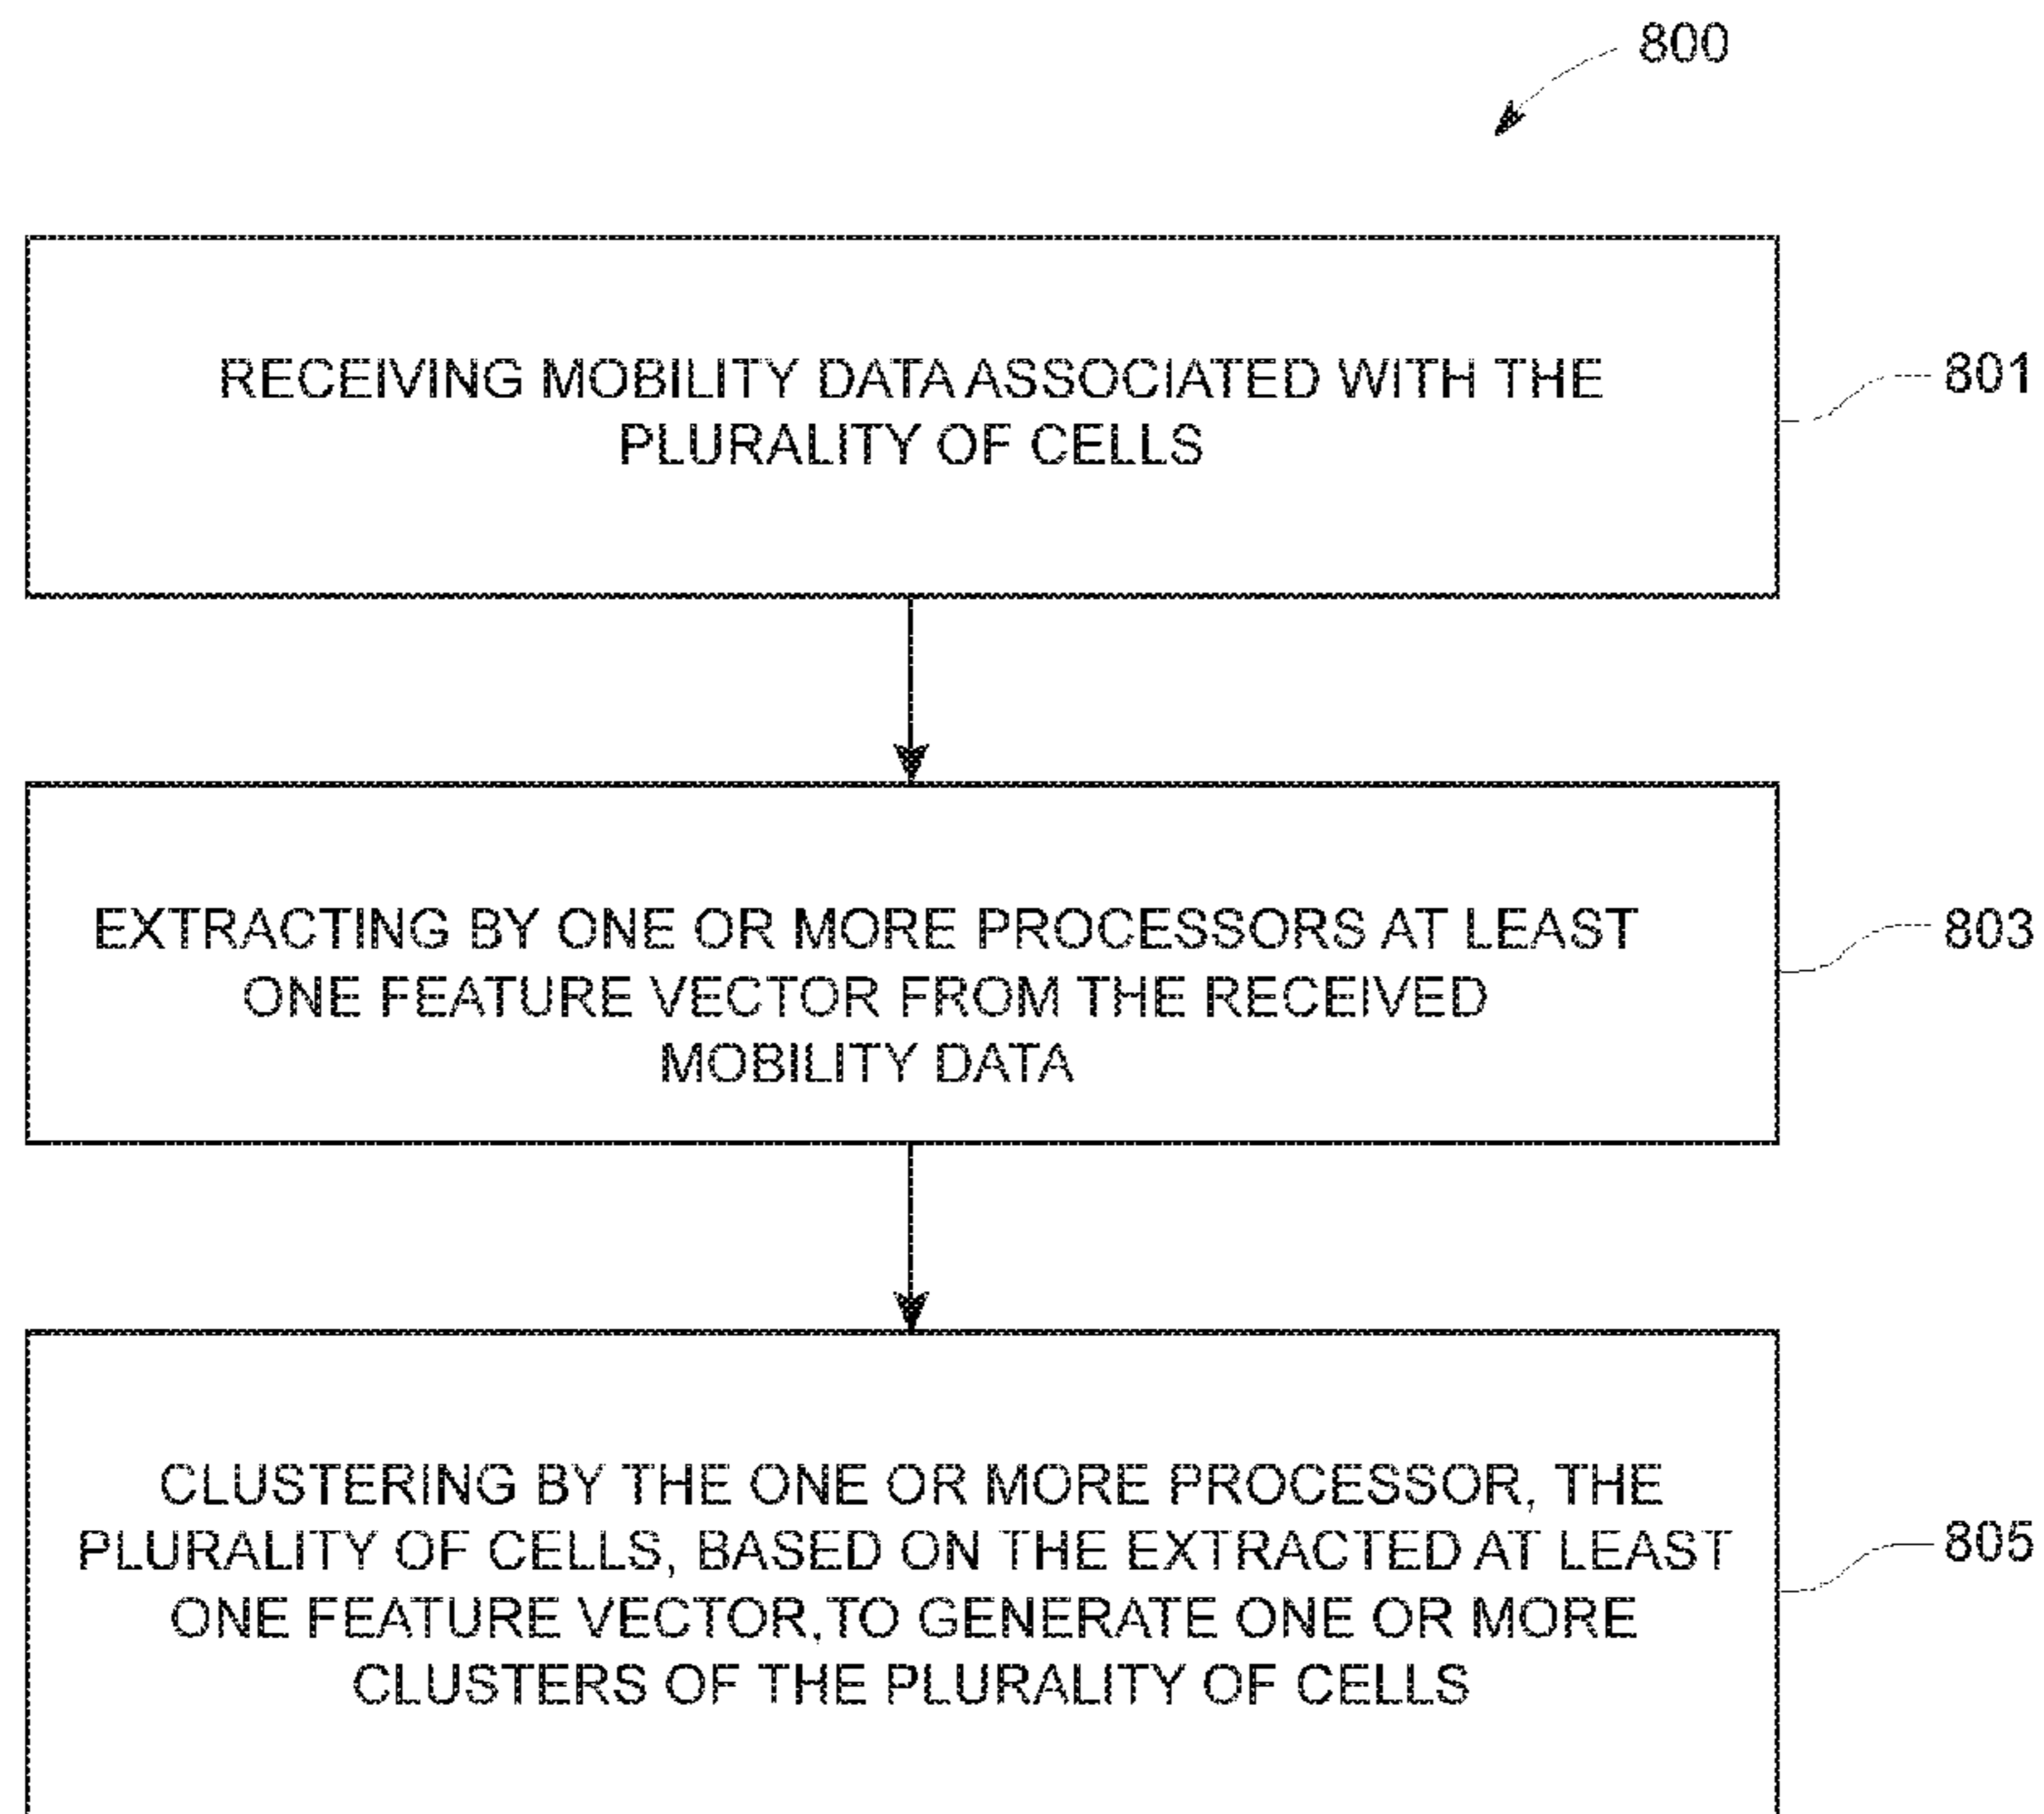 800
RECEIVING MOBILITY DATA ASSOCIATED WITH THE
PLURALITY OF CELLS
801
EXTRACTING BY ONE OR MORE PROCESSORS AT LEAST
ONE FEATURE VECTOR FROM THE RECEIVED
MOBILITY DATA
803
CLUSTERING BY THE ONE OR MORE PROCESSOR, THE
PLURALITY OF CELLS, BASED ON THE EXTRACTED AT LEAST
ONE FEATURE VECTOR,TO GENERATE ONE OR MORE
CLUSTERS OF THE PLURALITY OF CELLS
805